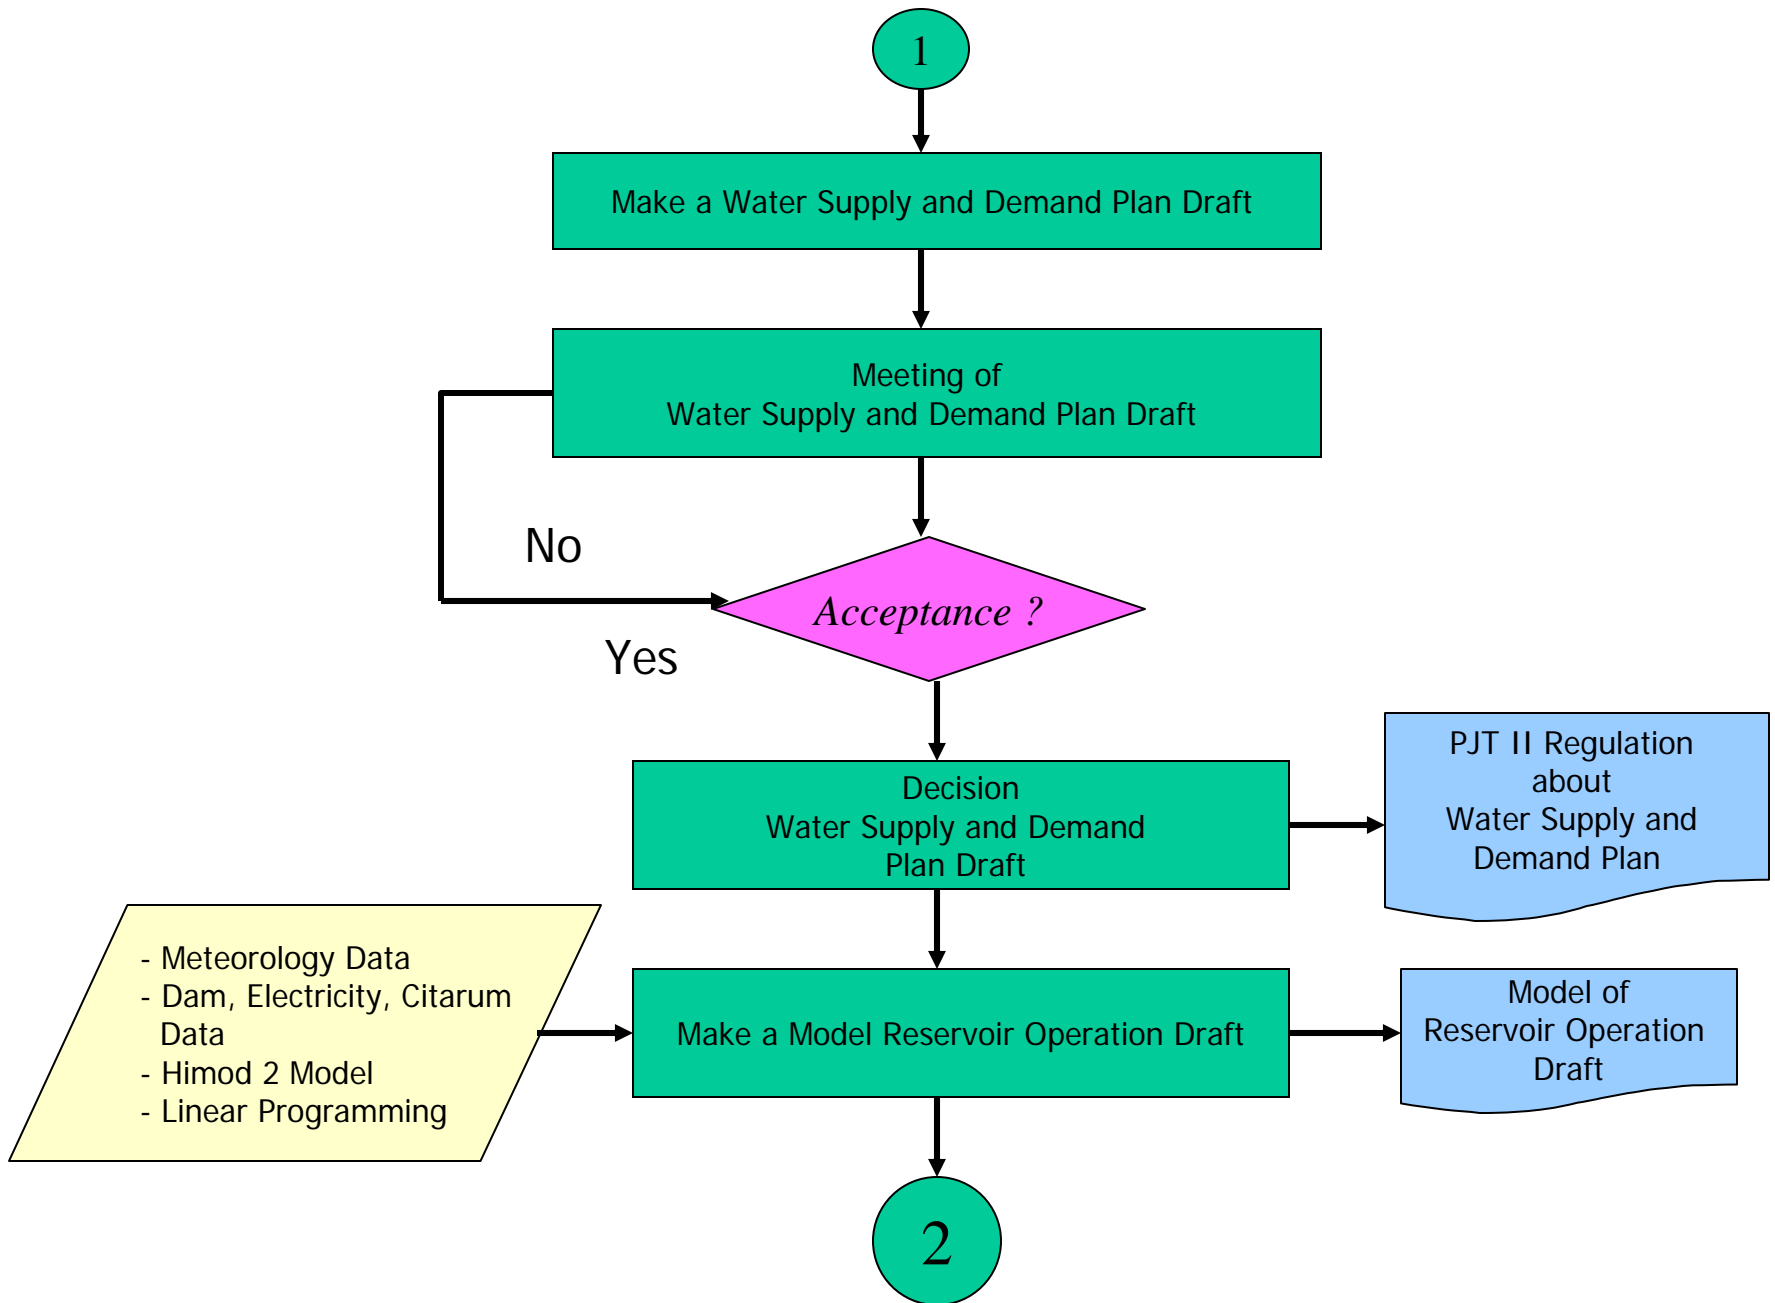 1
Make a Water Supply and Demand Plan Draft
Meeting of
Water Supply and Demand Plan Draft
No
Acceptance ?
Yes
Decision
Water Supply and Demand
Plan Draft
PJT II Regulation
about
Water Supply and
Demand Plan
- Meteorology Data
- Dam, Electricity, Citarum
Data
- Himod 2 Model
- Linear Programming
Make a Model Reservoir Operation Draft
Model of
Reservoir Operation
Draft
2